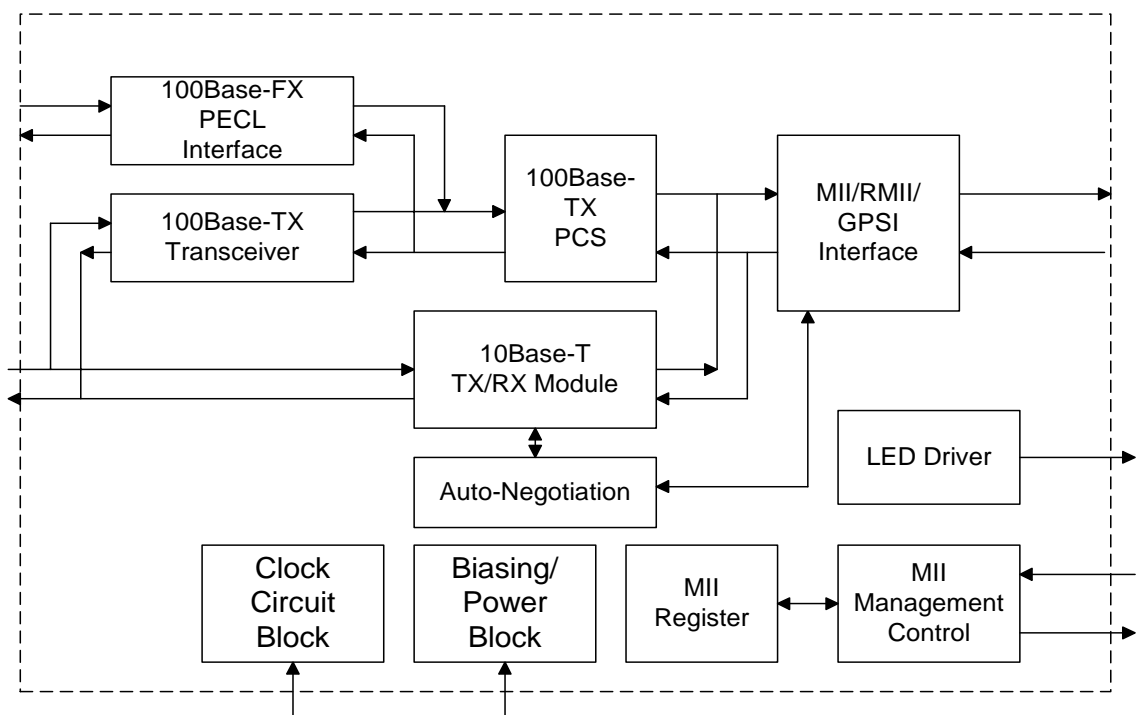 100Base-FX
PECL
Interface
100Base-TX
Transceiver
100Base-
TX
PCS
MII/RMII/
GPSI
Interface
10Base-T
TX/RX Module
LED Driver
Auto-Negotiation
Clock
Circuit
Block
Biasing/
Power
Block
MII
Register
MII
Management
Control